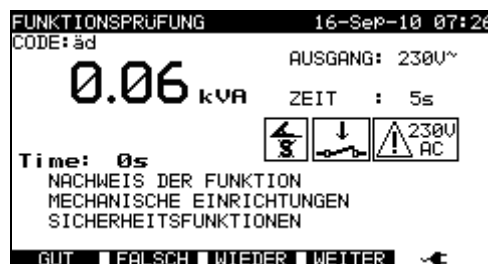 FUNKTIONSPRÜFUNG 16-Sep-10 07:26
CODE:äd
AUSGANG: 230V~
0.06 kVA
ZEIT : 5s
230V
AC
Time: 0s
NACHWEIS DER FUNKTION
MECHANISCHE EINRICHTUNGEN
SICHERHEITSFUNKTIONEN
GUT FALSCH WIEDER WEITER